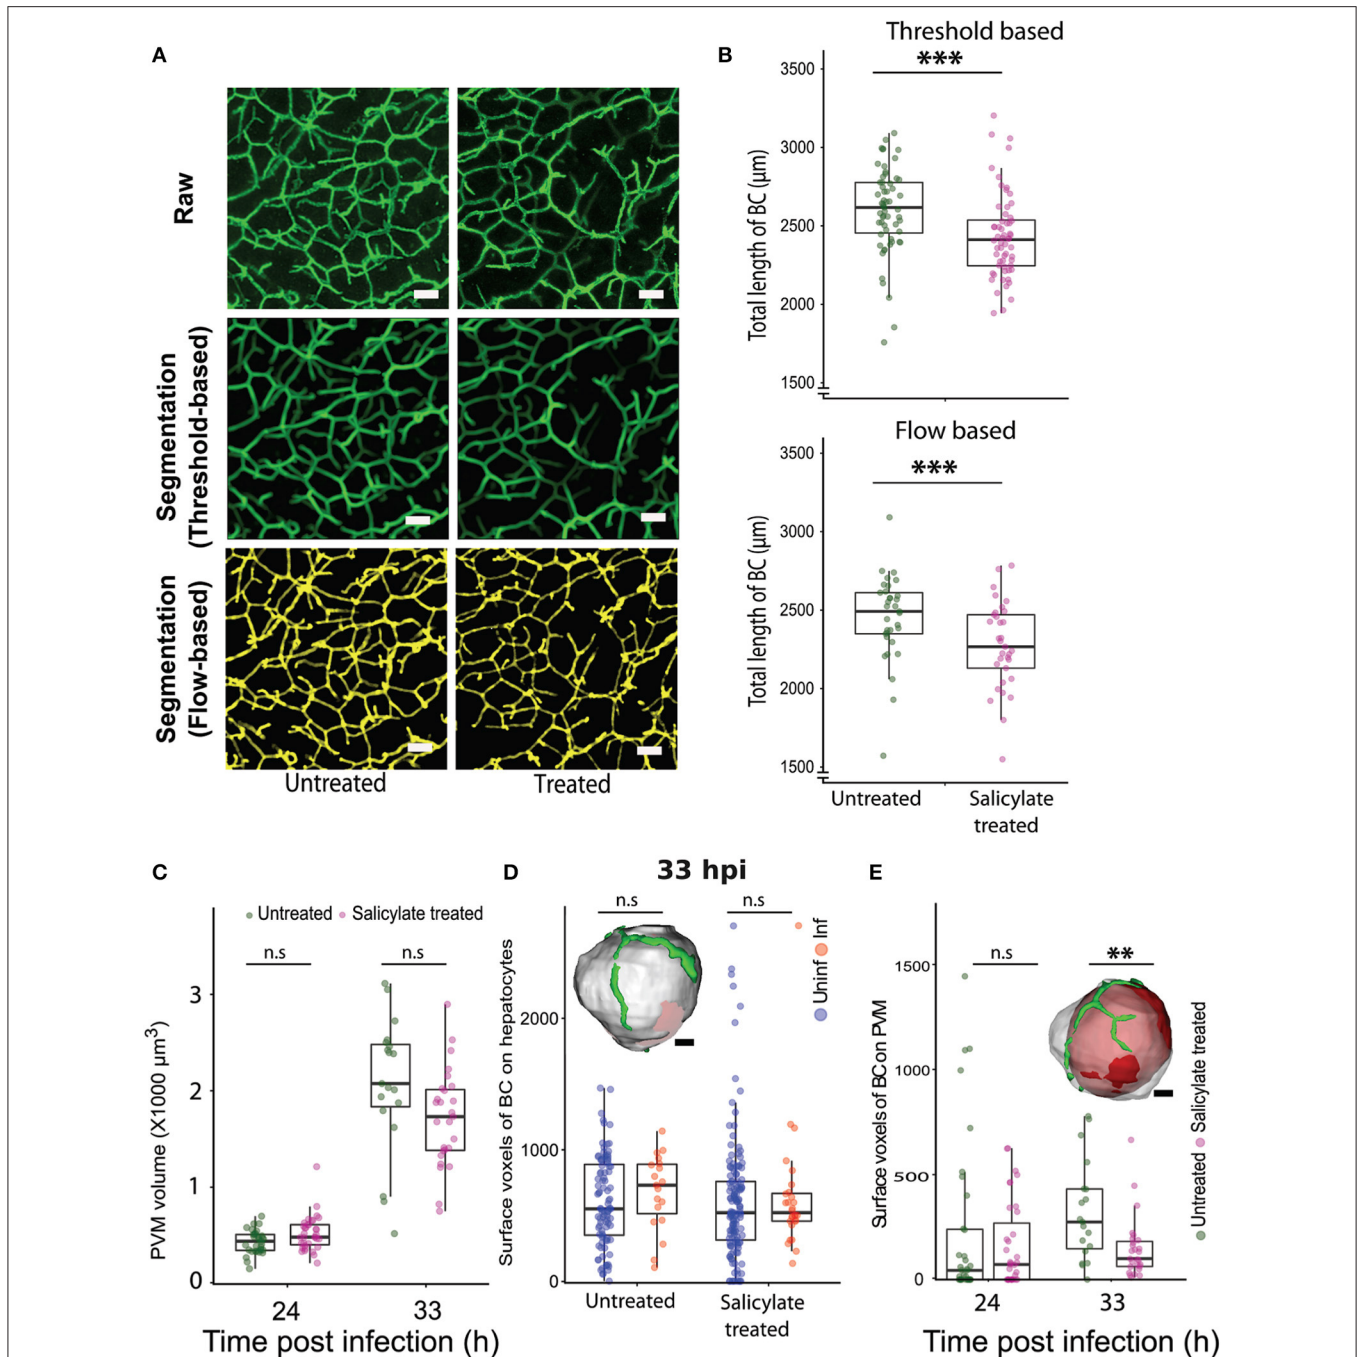 A
Raw
Segmentation
(Threshold-based)
Segmentation
(Flow-based)
Untreated
Treated
B
Threshold based
***
3500
3000
2500
2000
1500
Total length of BC (µm)
Flow based
***
3500
3000
2500
2000
1500
Total length of BC (µm)
Untreated
Salicylate
treated
C
Untreated
Salicylate treated
n.s
n.s
3
2
1
0
PVM volume (X1000 µm³)
24
33
Time post infection (h)
D
33 hpi
n.s
n.s
Uninf
Inf
2000
1000
0
Surface voxels of BC on hepatocytes
Untreated
Salicylate
treated
E
n.s
**
1500
1000
500
0
Surface voxels of BC on PVM
Untreated
Salicylate treated
24
33
Time post infection (h)